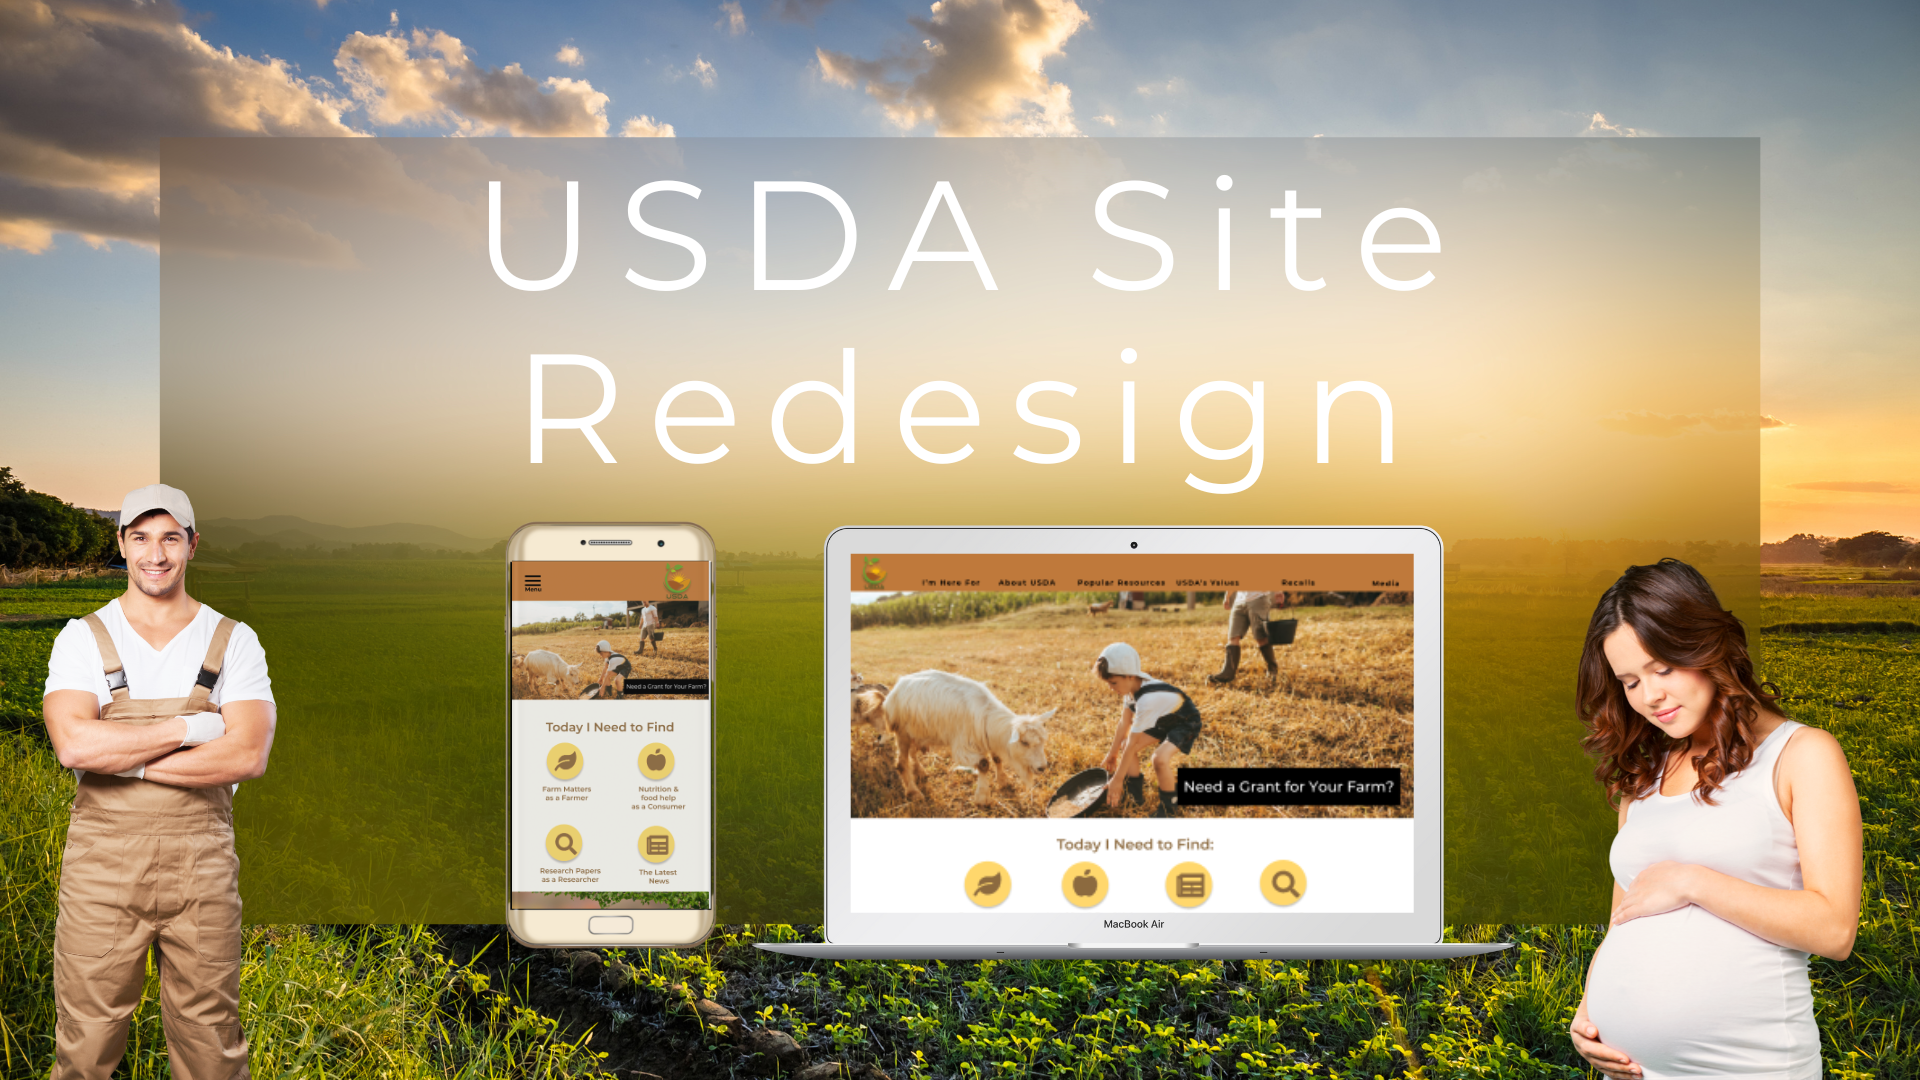 USDA Site
Redesign
Menu
USDA
Need a Grant for Your Farm?
Today I Need to Find
Farm Matters
as a Farmer
Nutrition &
food help
as a Consumer
Research Papers
as a Researcher
The Latest
News
I'm Here For
About USDA
Popular Resources
USDA's Values
Recalls
Media
Need a Grant for Your Farm?
Today I Need to Find:
MacBook Air